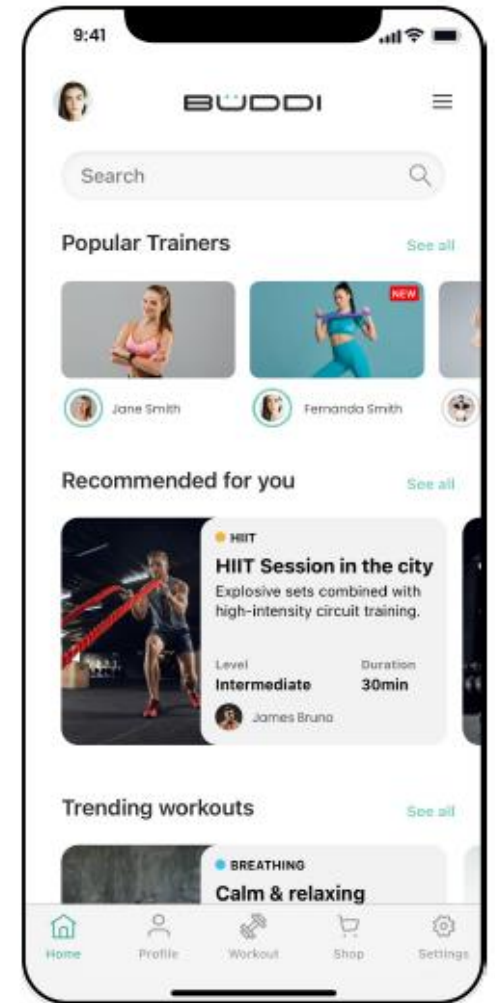 9:41
BÜDDI
Search
Popular Trainers
See all
NEW
Jane Smith
Fernanda Smith
Recommended for you
See all
HIIT
HIIT Session in the city
Explosive sets combined with
high-intensity circuit training.
Level
Duration
Intermediate
30min
James Bruno
Trending workouts
See all
BREATHING
Calm & relaxing
Home
Profile
Workout
Shop
Settings